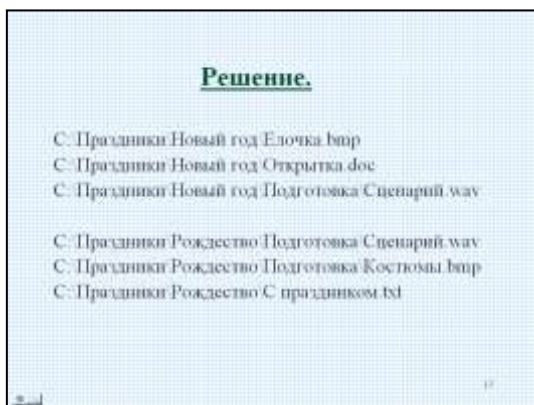 Решение.
C:\Праздники\Новый год\Елочка.bmp
C:\Праздники\Новый год\Открытка.doc
C:\Праздники\Новый год\Подготовка\Сценарий.wav
C:\Праздники\Рождество\Подготовка\Сценарий.wav
C:\Праздники\Рождество\Подготовка\Костюмы.bmp
C:\Праздники\Рождество\С праздником.txt